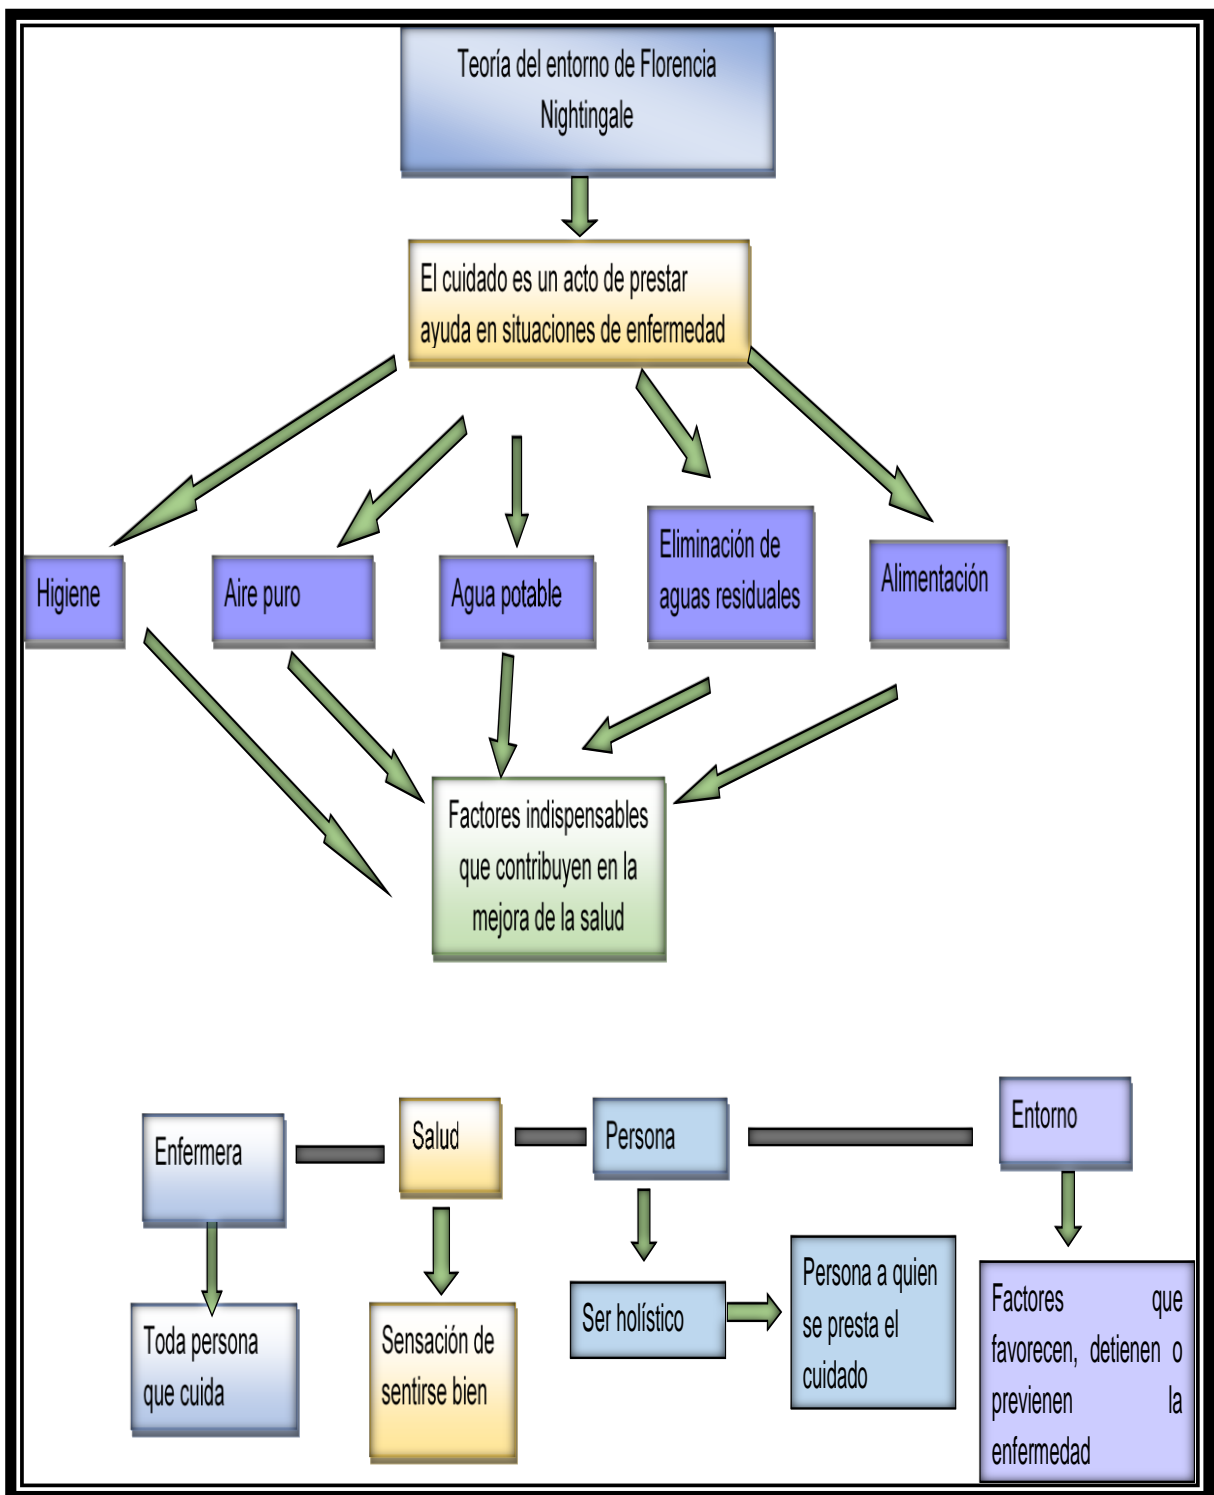 Teoría del entorno de Florencia
Nightingale
El cuidado es un acto de prestar
ayuda en situaciones de enfermedad
Higiene
Aire puro
Agua potable
Eliminación de
aguas residuales
Alimentación
Factores indispensables
que contribuyen en la
mejora de la salud
Enfermera
Salud
Persona
Entorno
Toda persona
que cuida
Sensación de
sentirse bien
Ser holístico
Persona a quien
se presta el
cuidado
Factores que
favorecen, detienen o
previenen la
enfermedad